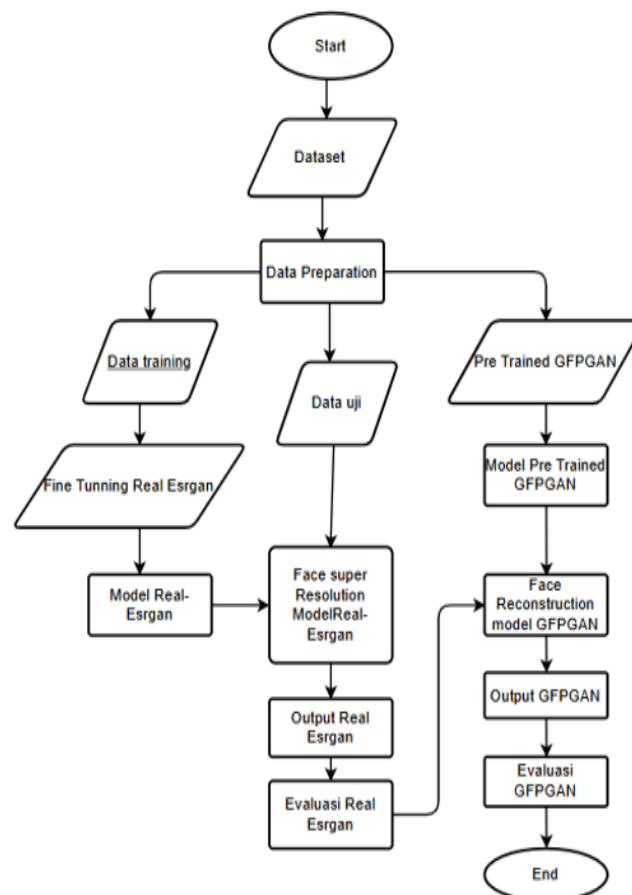 Start
Dataset
Data Preparation
Data training
Data uji
Pre Trained GFPGAN
Fine Tunning Real Esrgan
Model Pre Trained
GFPGAN
Model Real-
Esrgan
Face super
Resolution
ModelReal-
Esrgan
Face
Reconstruction
model GFPGAN
Output Real
Esrgan
Output GFPGAN
Evaluasi Real
Esrgan
Evaluasi
GFPGAN
End